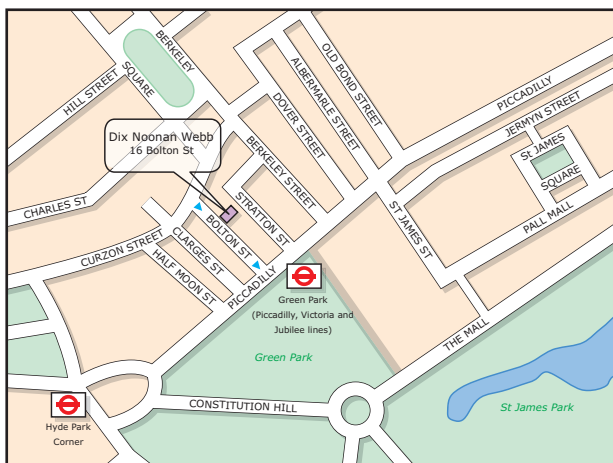 OLD BOND STREET
BERKELEY
SQUARE
ALBERMARLE STREET
PICCADILLY
HILL STREET
DOVER STREET
JERMYN STREET
Dix Noonan Webb
16 Bolton St
ST JAMES
SQUARE
BERKELEY STREET
CHARLES ST
STRATTON ST
ST JAMES ST
PALL MALL
BOLTON ST
CURZON STREET
CLARGES ST
HALF MOON ST
PICCADILLY
Green Park
(Piccadilly, Victoria and
Jubilee lines)
THE MALL
Green Park
CONSTITUTION HILL
St James Park
Hyde Park
Corner